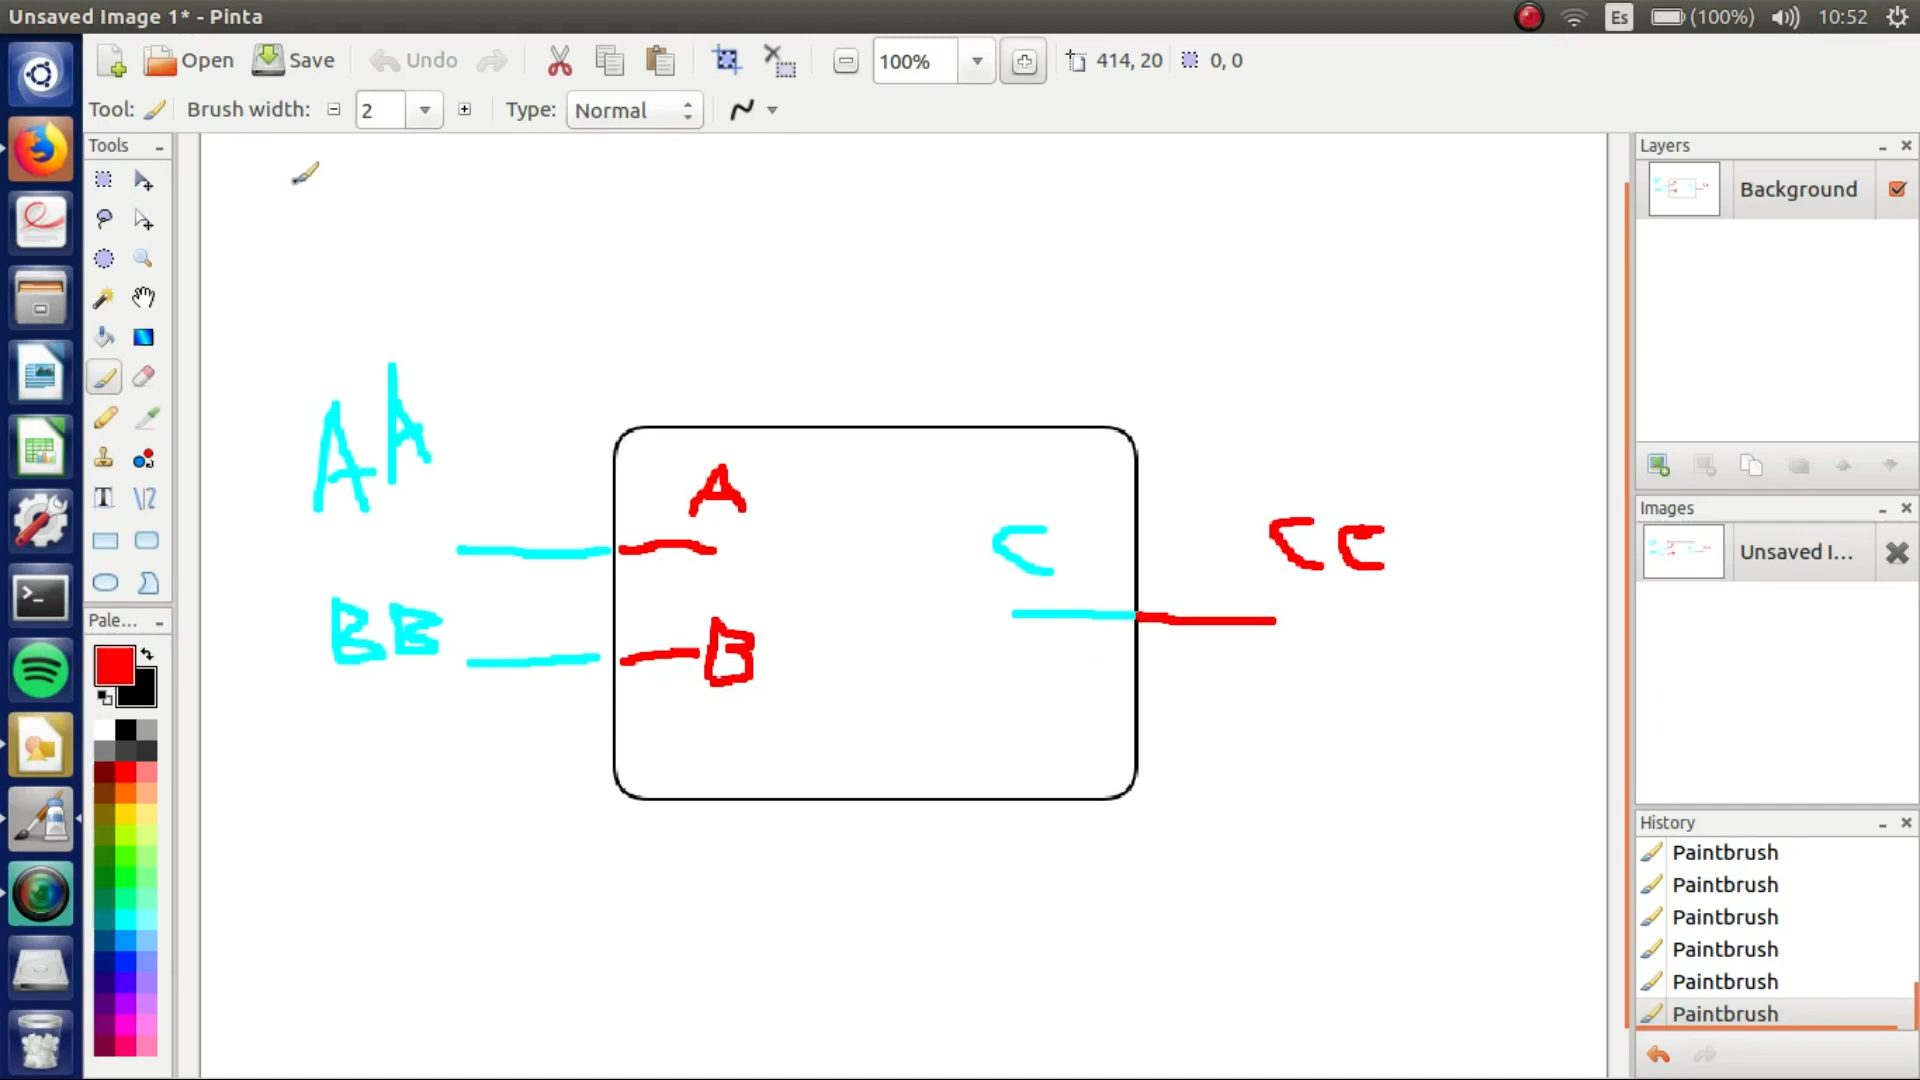 Unsaved Image 1* - Pinta
Es (100%) 10:52
Open Save Undo 100% 414, 20 0, 0
Tool: Brush width: 2 Type: Normal
Tools
Layers
Background
AA
A
C
CC
BB
B
Images
Unsaved I...
T
Pale...
History
Paintbrush
Paintbrush
Paintbrush
Paintbrush
Paintbrush
Paintbrush